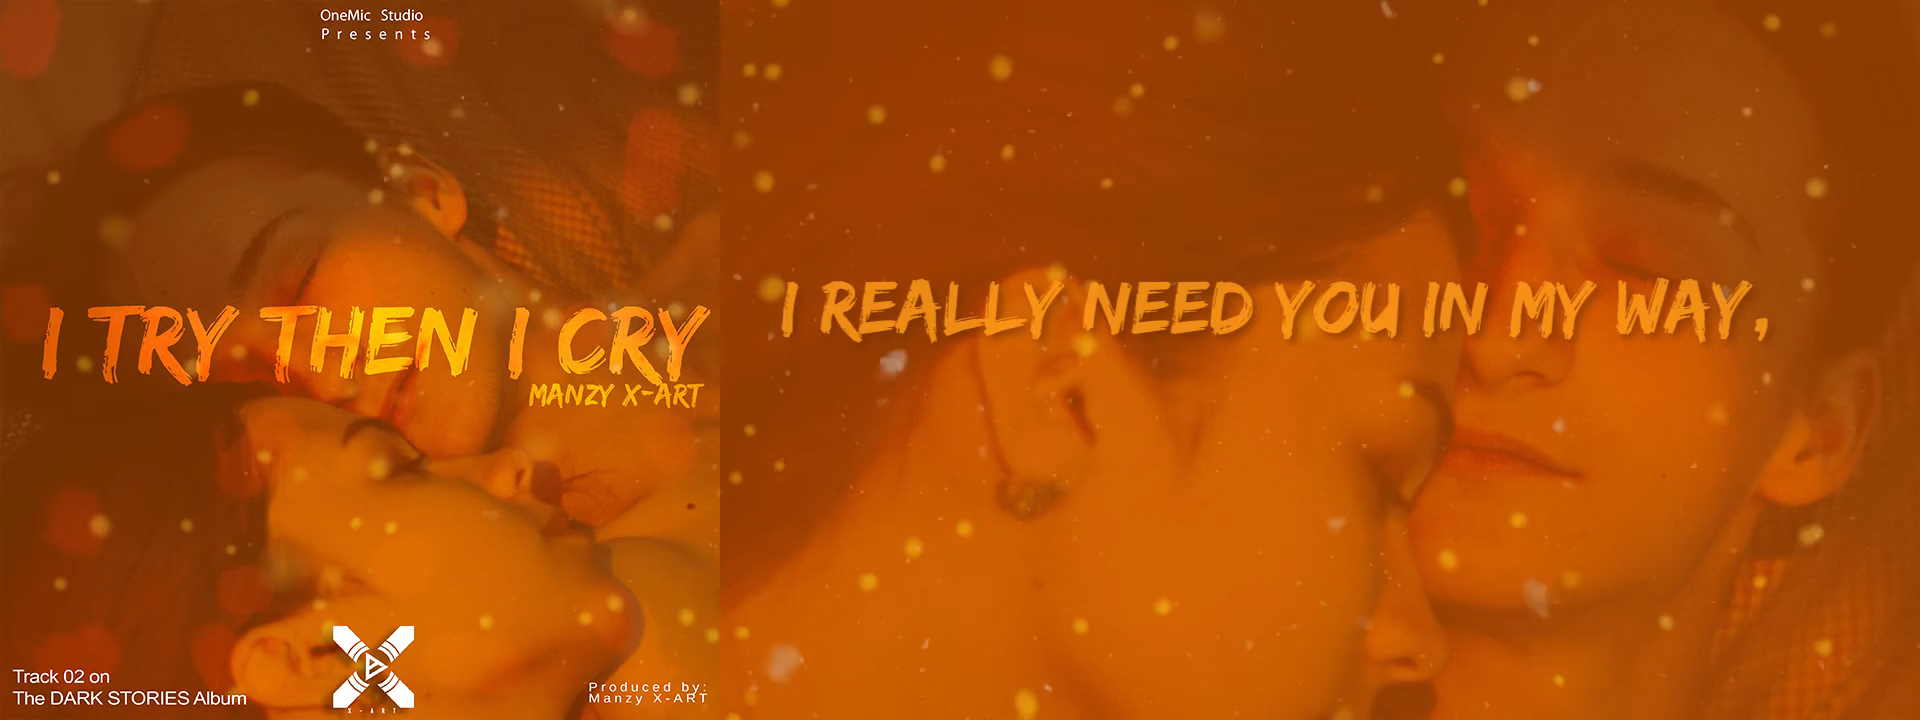 OneMic Studio
Presents
I TRY THEN I CRY
MANZY X-ART
I REALLY NEED YOU IN MY WAY,
Track 02 on
The DARK STORIES Album
X-ART
Produced by:
Manzy X-ART